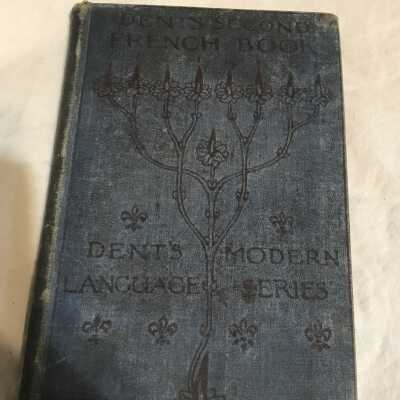 DENT'S SECOND
FRENCH BOOK
DENT'S MODERN
LANGUAGE SERIES